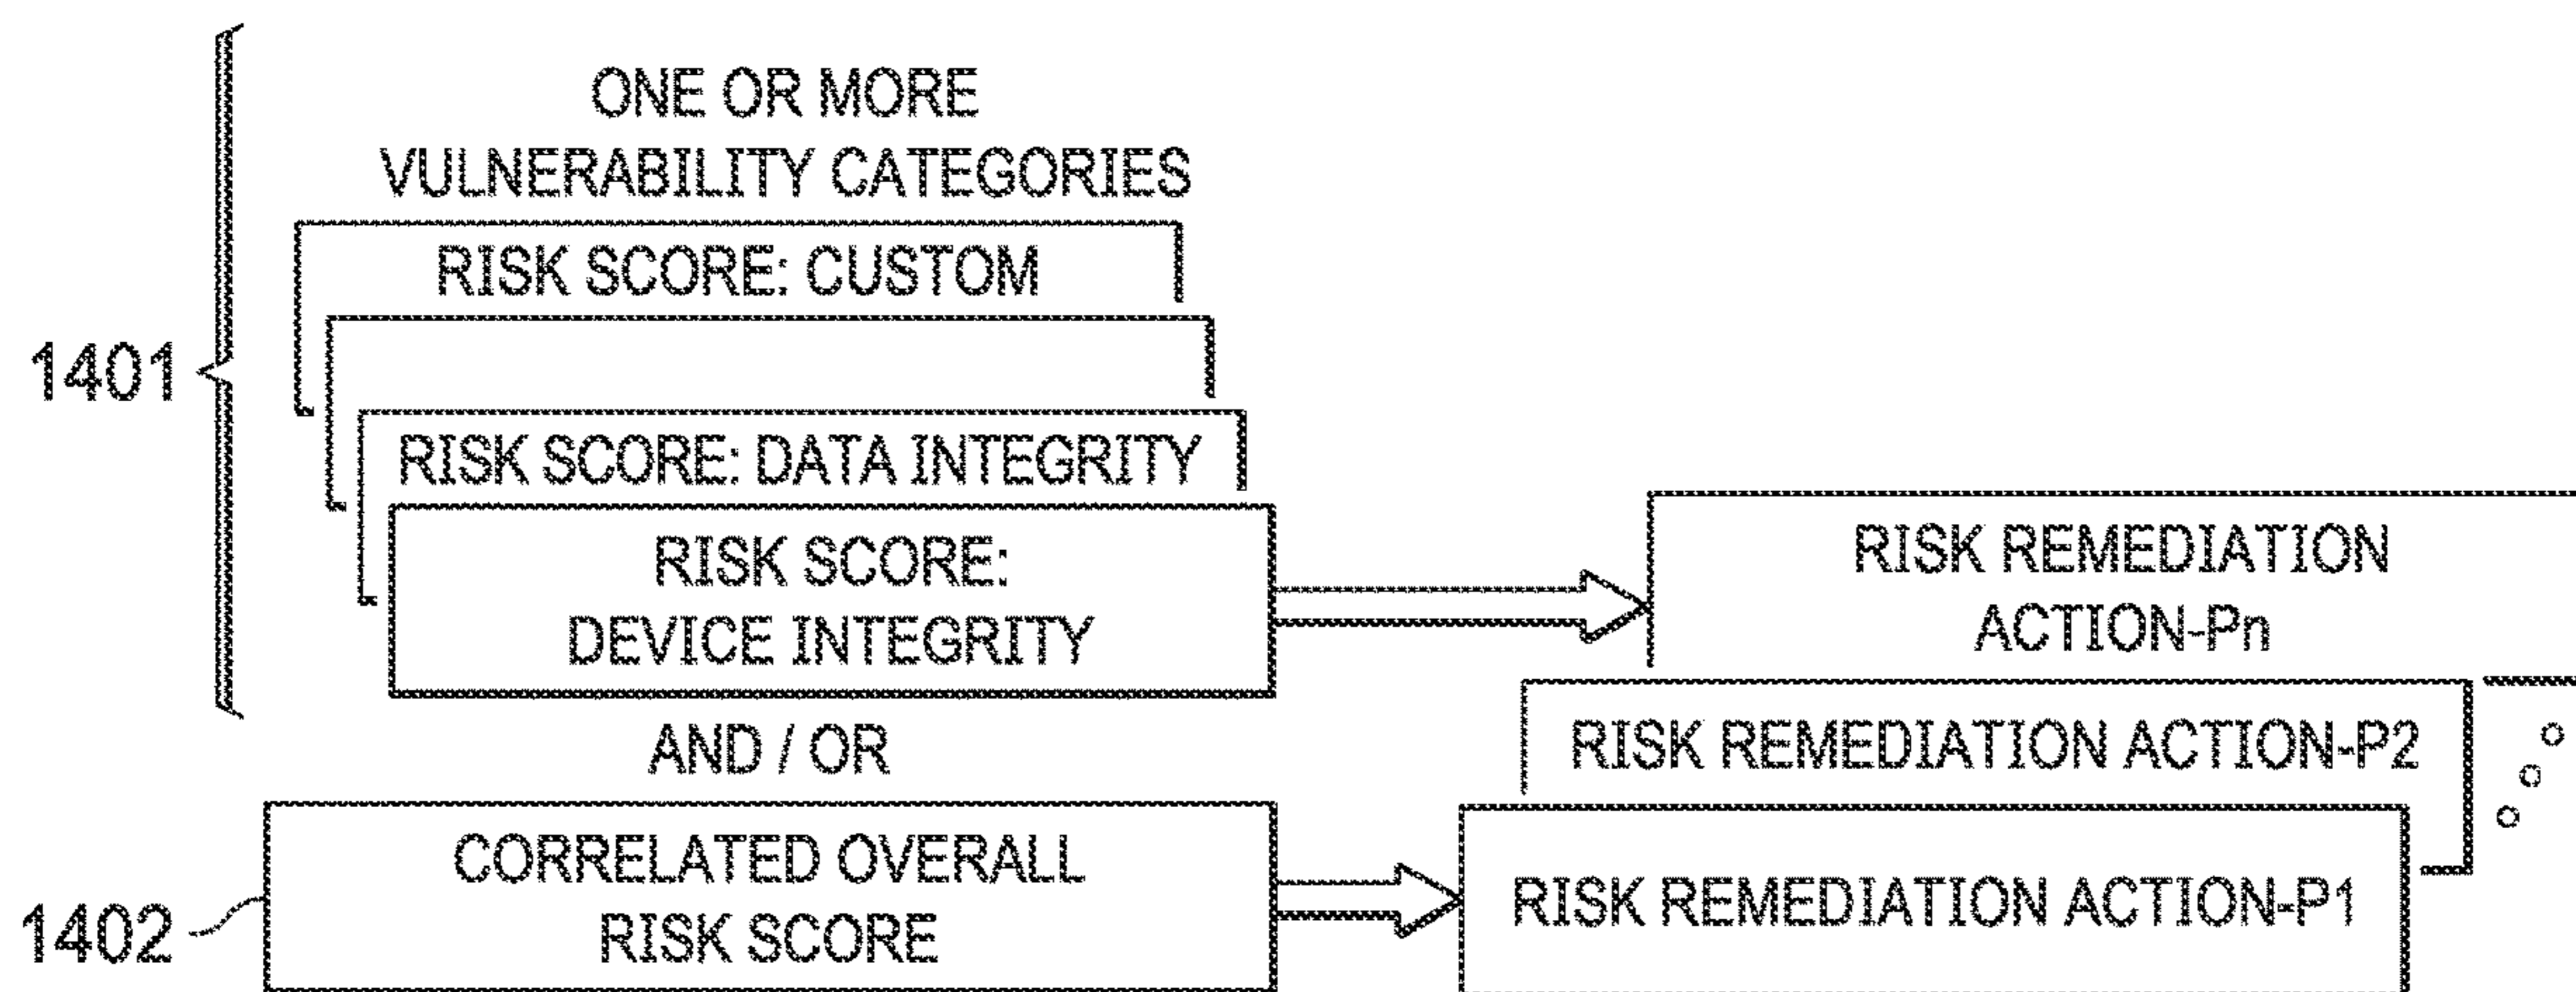 ONE OR MORE
VULNERABILITY CATEGORIES
RISK SCORE: CUSTOM
1401
RISK SCORE: DATA INTEGRITY
RISK SCORE:
DEVICE INTEGRITY
RISK REMEDIATION
ACTION-Pn
AND / OR
RISK REMEDIATION ACTION-P2
CORRELATED OVERALL
RISK SCORE
RISK REMEDIATION ACTION-P1
1402